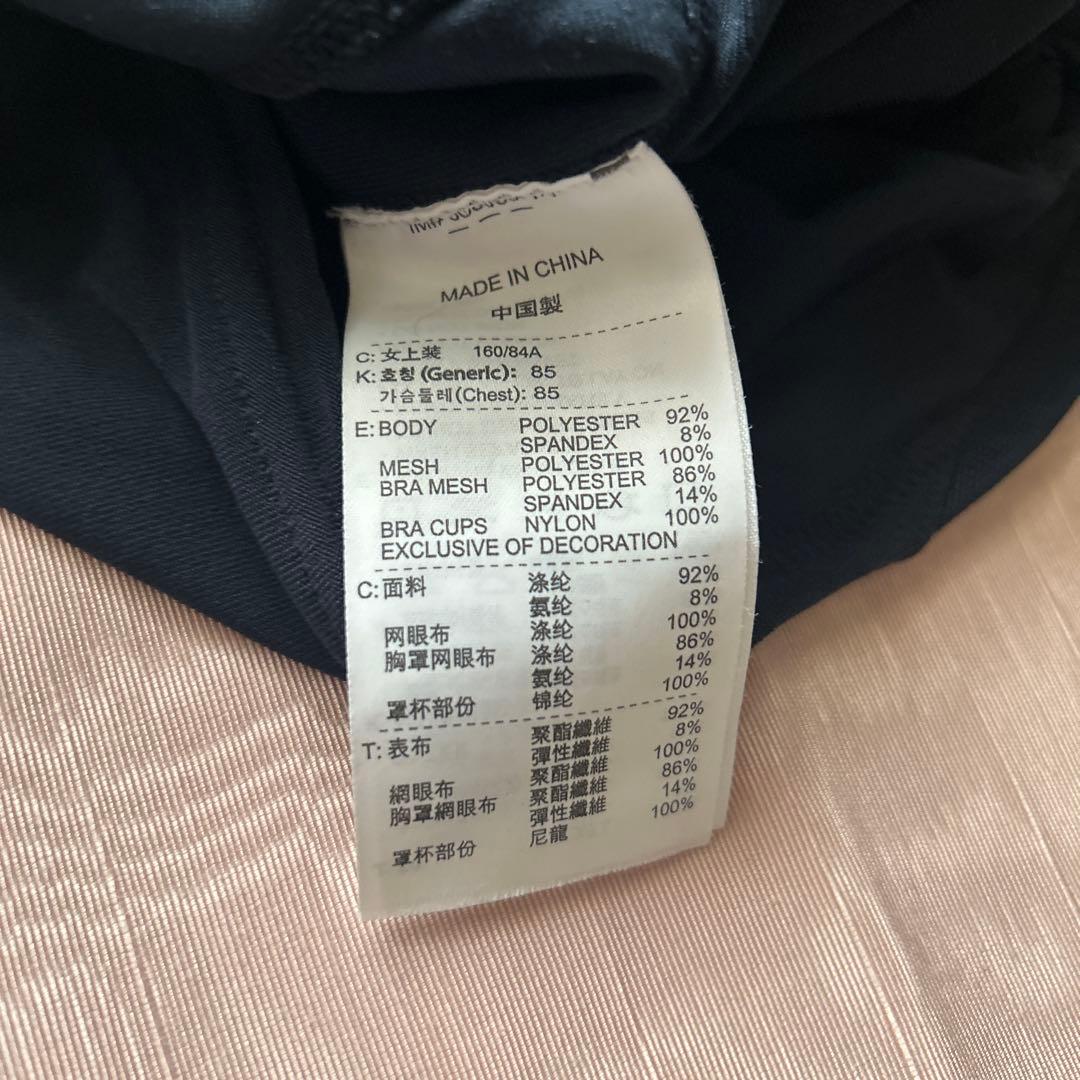 MADE IN CHINA
中国製
C: 女上装 160/84A
K: 호칭 (Generic): 85
가슴둘레(Chest): 85
E: BODY POLYESTER 92%
SPANDEX 8%
MESH POLYESTER 100%
BRA MESH POLYESTER 86%
SPANDEX 14%
BRA CUPS NYLON 100%
EXCLUSIVE OF DECORATION
C: 面料 涤纶 92%
氨纶 8%
网眼布 涤纶 100%
胸罩网眼布 涤纶 86%
氨纶 14%
罩杯部份 锦纶 100%
T: 表布 聚酯纖維 92%
彈性纖維 8%
網眼布 聚酯纖維 100%
胸罩網眼布 聚酯纖維 86%
彈性纖維 14%
罩杯部份 尼龍 100%